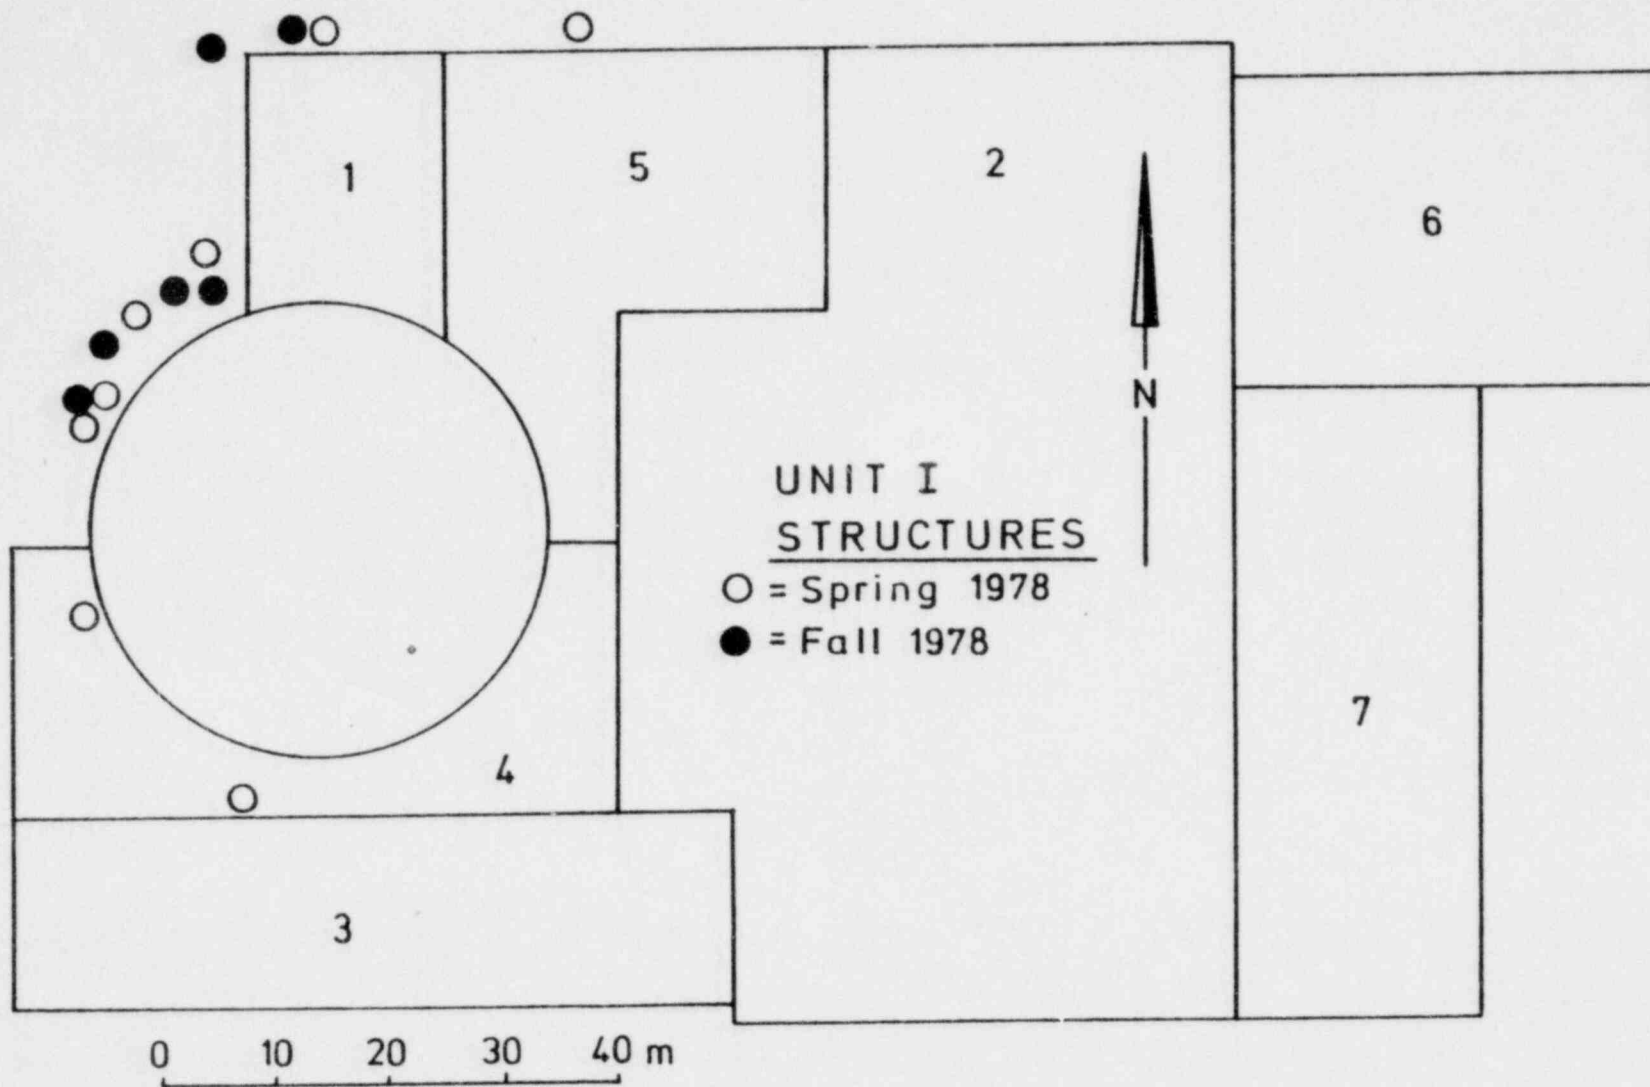 1
5
2
6
N
UNIT I
STRUCTURES
= Spring 1978
= Fall 1978
7
4
3
0 10 20 30 40 m